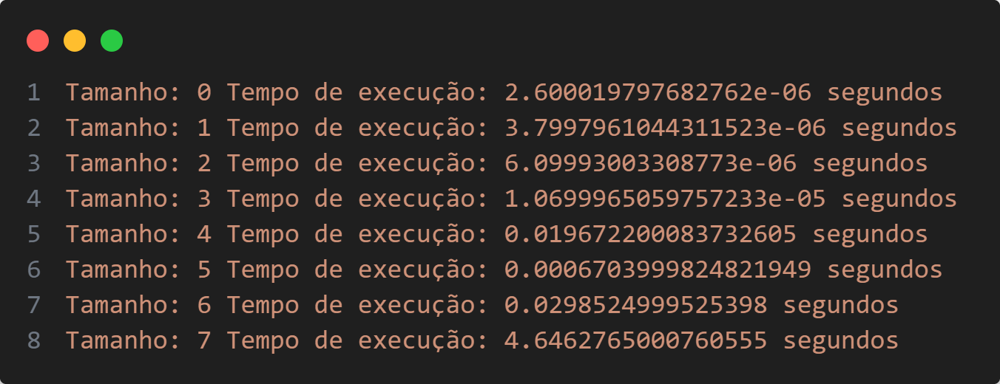 1 Tamanho: 0 Tempo de execução: 2.600019797682762e-06 segundos
2 Tamanho: 1 Tempo de execução: 3.7997961044311523e-06 segundos
3 Tamanho: 2 Tempo de execução: 6.09993003308773e-06 segundos
4 Tamanho: 3 Tempo de execução: 1.0699965059757233e-05 segundos
5 Tamanho: 4 Tempo de execução: 0.019672200083732605 segundos
6 Tamanho: 5 Tempo de execução: 0.0006703999824821949 segundos
7 Tamanho: 6 Tempo de execução: 0.0298524999525398 segundos
8 Tamanho: 7 Tempo de execução: 4.6462765000760555 segundos